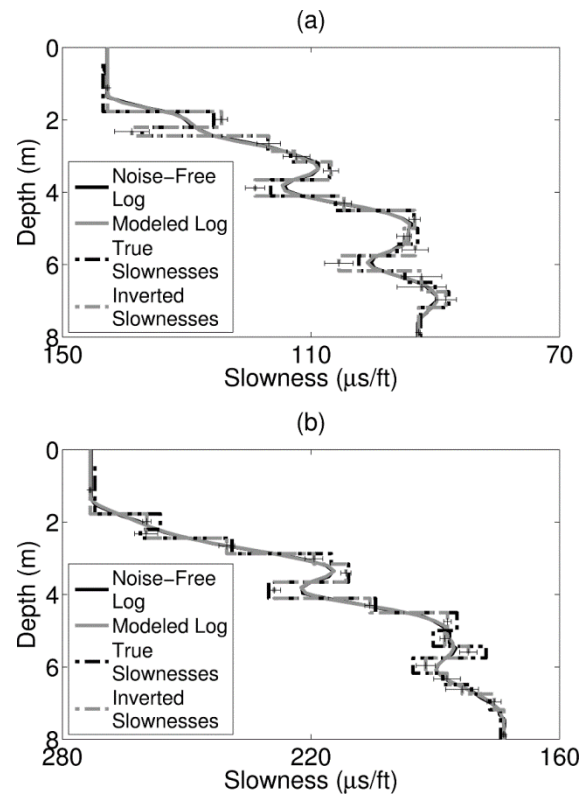 (a)
0
2
4
6
8
Depth (m)
Noise-Free
Log
Modeled Log
True
Slownesses
Inverted
Slownesses
150
110
70
Slowness (μs/ft)
(b)
0
2
4
6
8
Depth (m)
Noise-Free
Log
Modeled Log
True
Slownesses
Inverted
Slownesses
280
220
160
Slowness (μs/ft)